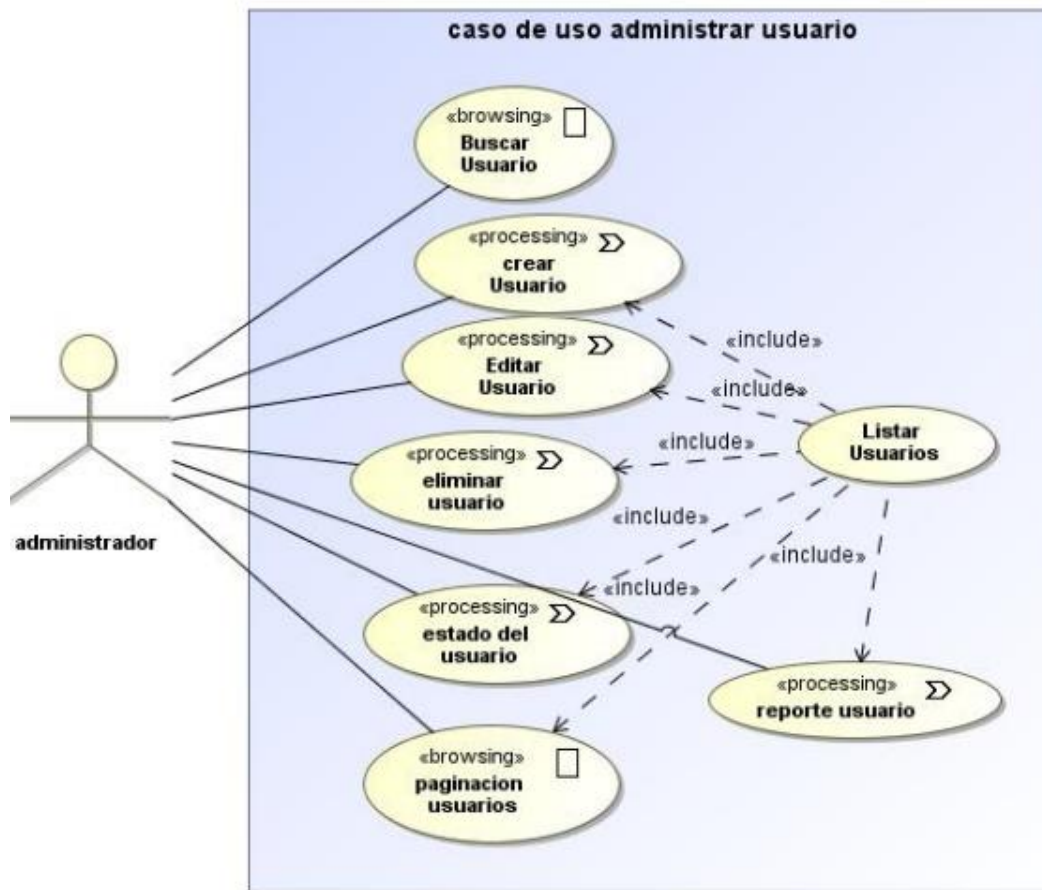 caso de uso administrar usuario
«browsing»
Buscar
Usuario
«processing»
crear
Usuario
«processing»
Editar
Usuario
«include»
«include»
Listar
Usuarios
«include»
«processing»
eliminar
usuario
«include»
administrador
«include»
«include»
«processing»
estado del
usuario
«processing»
reporte usuario
«browsing»
paginacion
usuarios